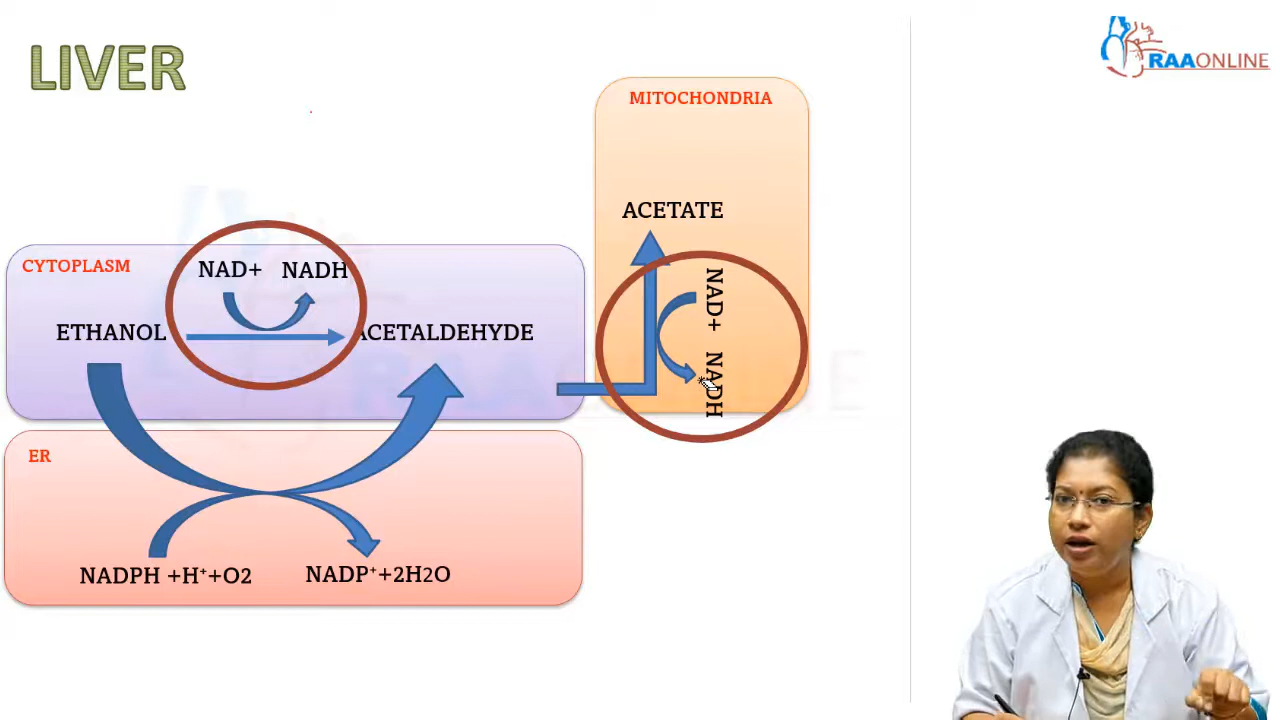 LIVER
RAAONLINE
MITOCHONDRIA
ACETATE
CYTOPLASM
NAD+ NADH
ETHANOL
ACETALDEHYDE
NAD+ NADH
ER
NADPH +H⁺+O2
NADP⁺+2H2O